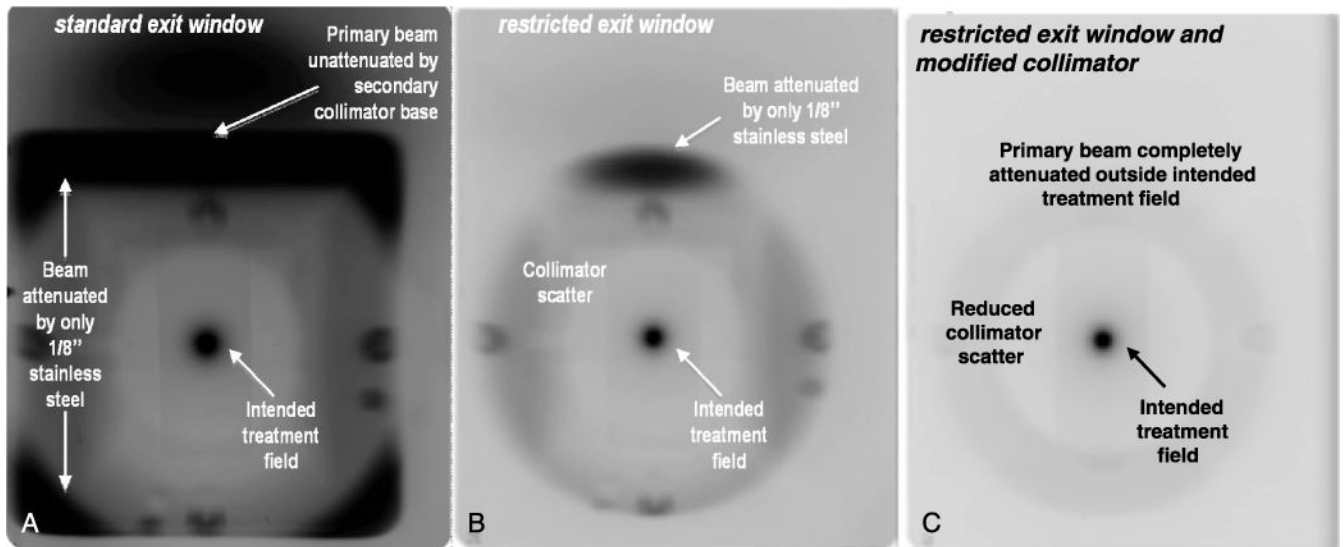 standard exit window
Primary beam
unattenuated by
secondary
collimator base
Beam
attenuated
by only
1/8”
stainless
steel
Intended
treatment
field
A
restricted exit window
Beam attenuated
by only 1/8”
stainless steel
Collimator
scatter
Intended
treatment
field
B
restricted exit window and
modified collimator
Primary beam completely
attenuated outside intended
treatment field
Reduced
collimator
scatter
Intended
treatment
field
C